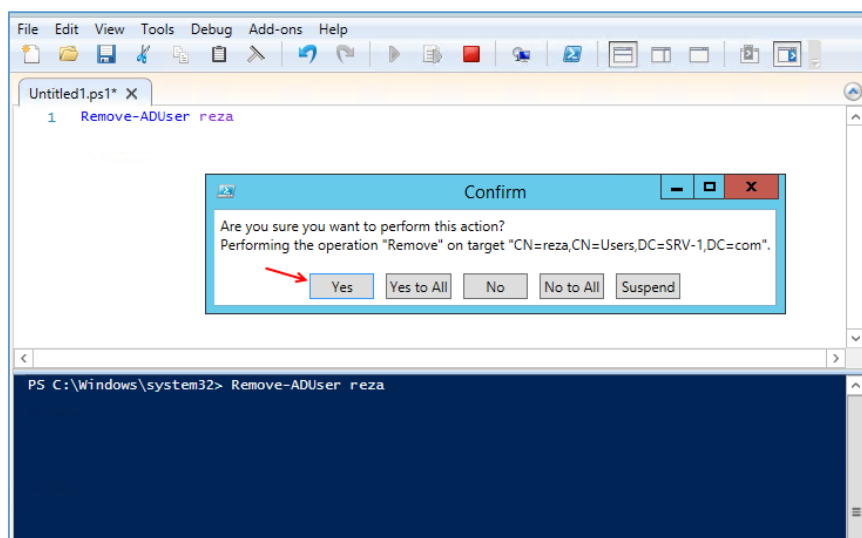 File Edit View Tools Debug Add-ons Help
Untitled1.ps1* X
1 Remove-ADUser reza
Confirm
Are you sure you want to perform this action?
Performing the operation "Remove" on target "CN=reza,CN=Users,DC=SRV-1,DC=com".
Yes Yes to All No No to All Suspend
PS C:\Windows\system32> Remove-ADUser reza